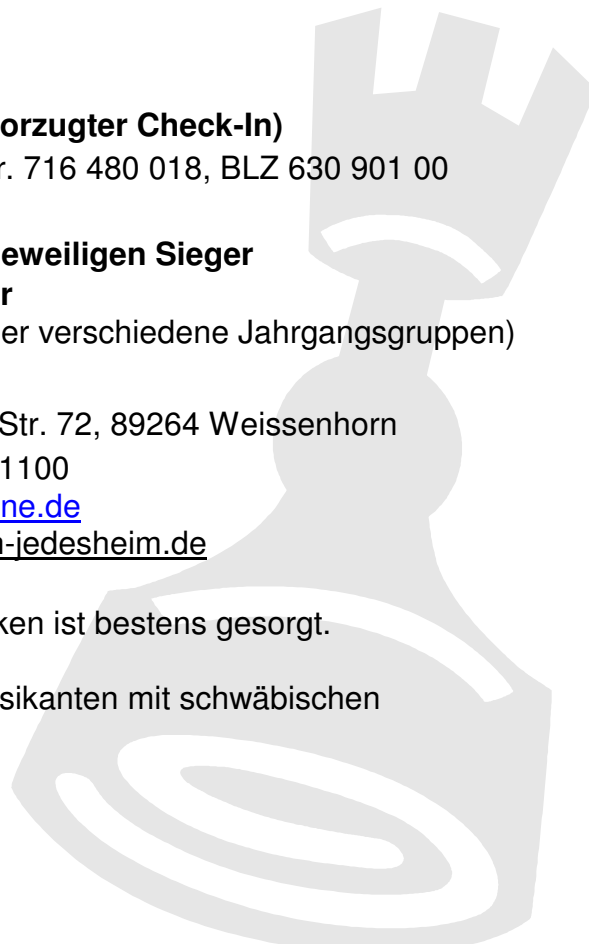 orzugter Check-In)
r. 716 480 018, BLZ 630 901 00
eweiligen Sieger
r
er verschiedene Jahrgangsgruppen)
Str. 72, 89264 Weissenhorn
1100
ne.de
n-jedesheim.de
ken ist bestens gesorgt.
sikanten mit schwäbischen